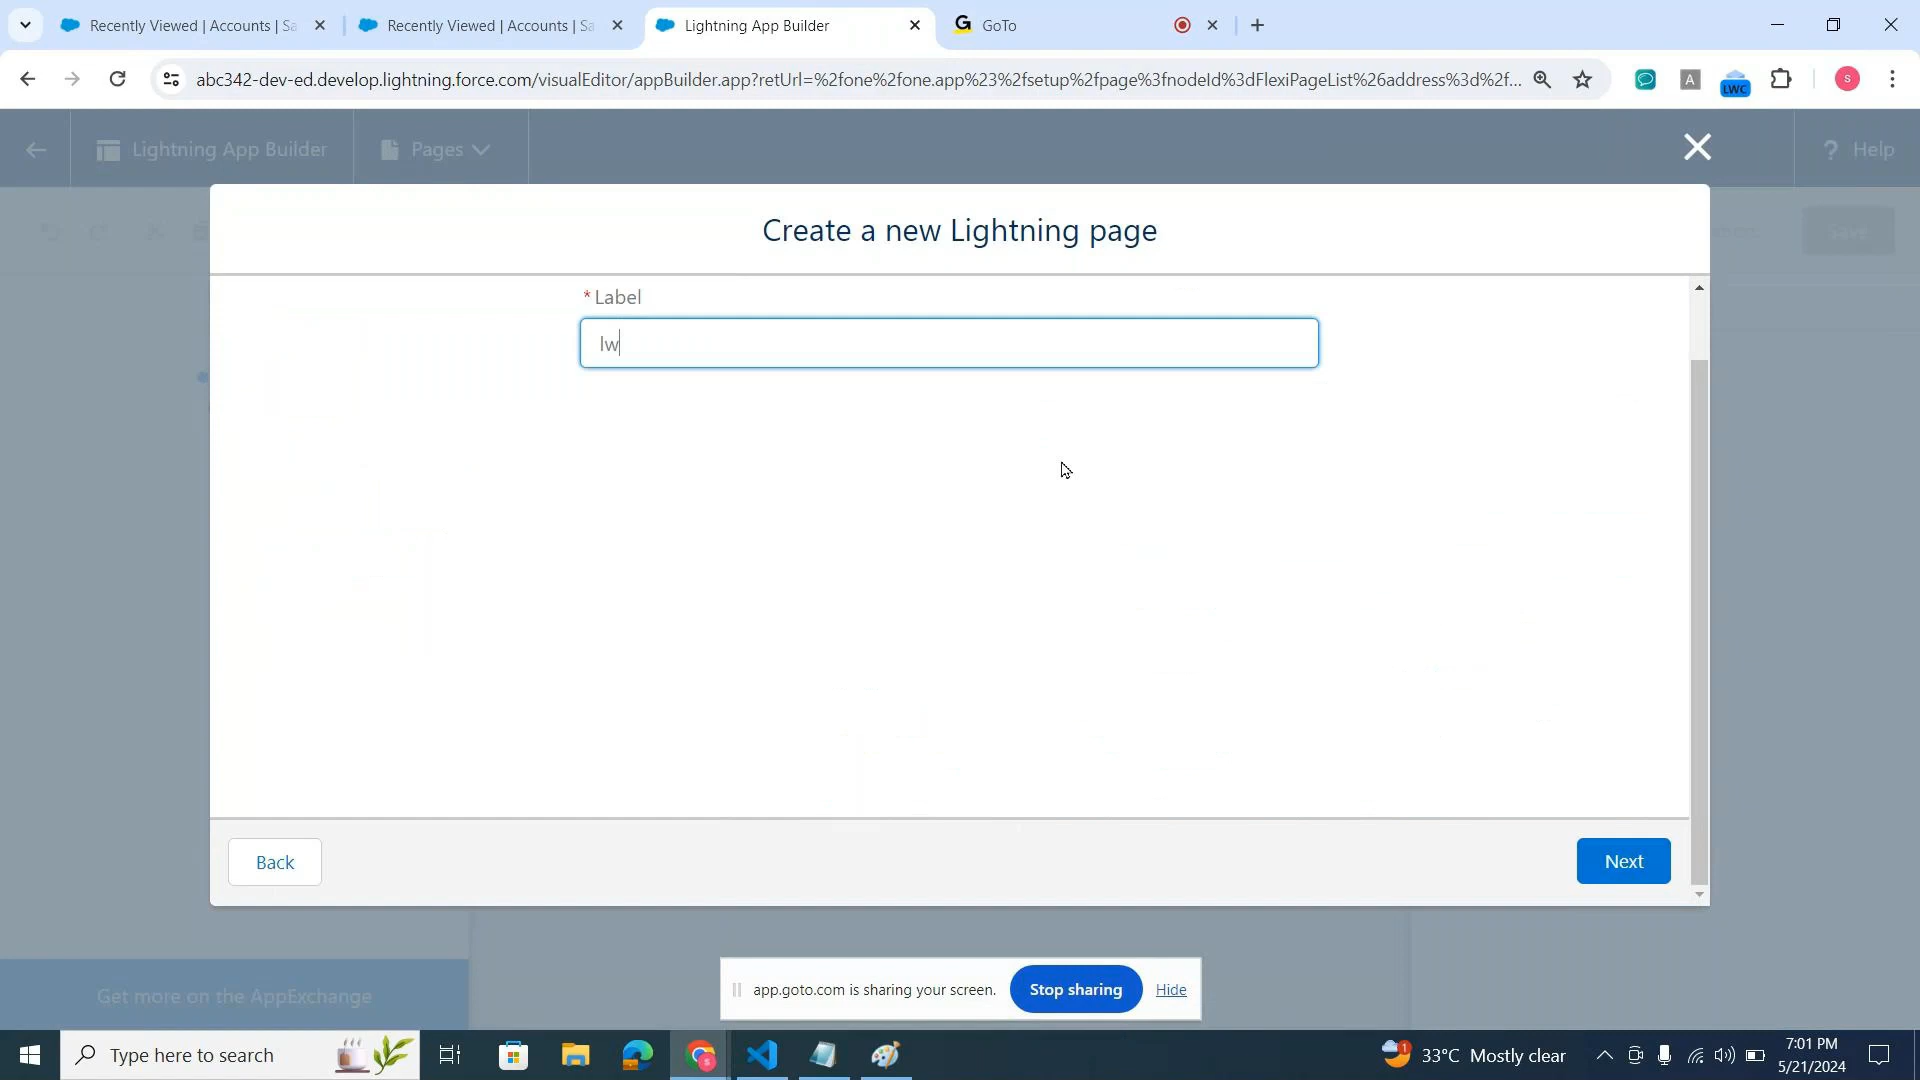 Recently Viewed | Accounts | Sa
Recently Viewed | Accounts | Sa
Lightning App Builder
GoTo
abc342-dev-ed.develop.lightning.force.com/visualEditor/appBuilder.app?retUrl=%2fone%2fone.app%23%2fsetup%2fpage%3fnodeId%3dFlexiPageList%26address%3d%2f...
A
LWC
S
Lightning App Builder
Pages
? Help
Save
Create a new Lightning page
* Label
lw
Back
Next
Get more on the AppExchange
app.goto.com is sharing your screen.
Stop sharing
Hide
Type here to search
1
33°C Mostly clear
7:01 PM
5/21/2024